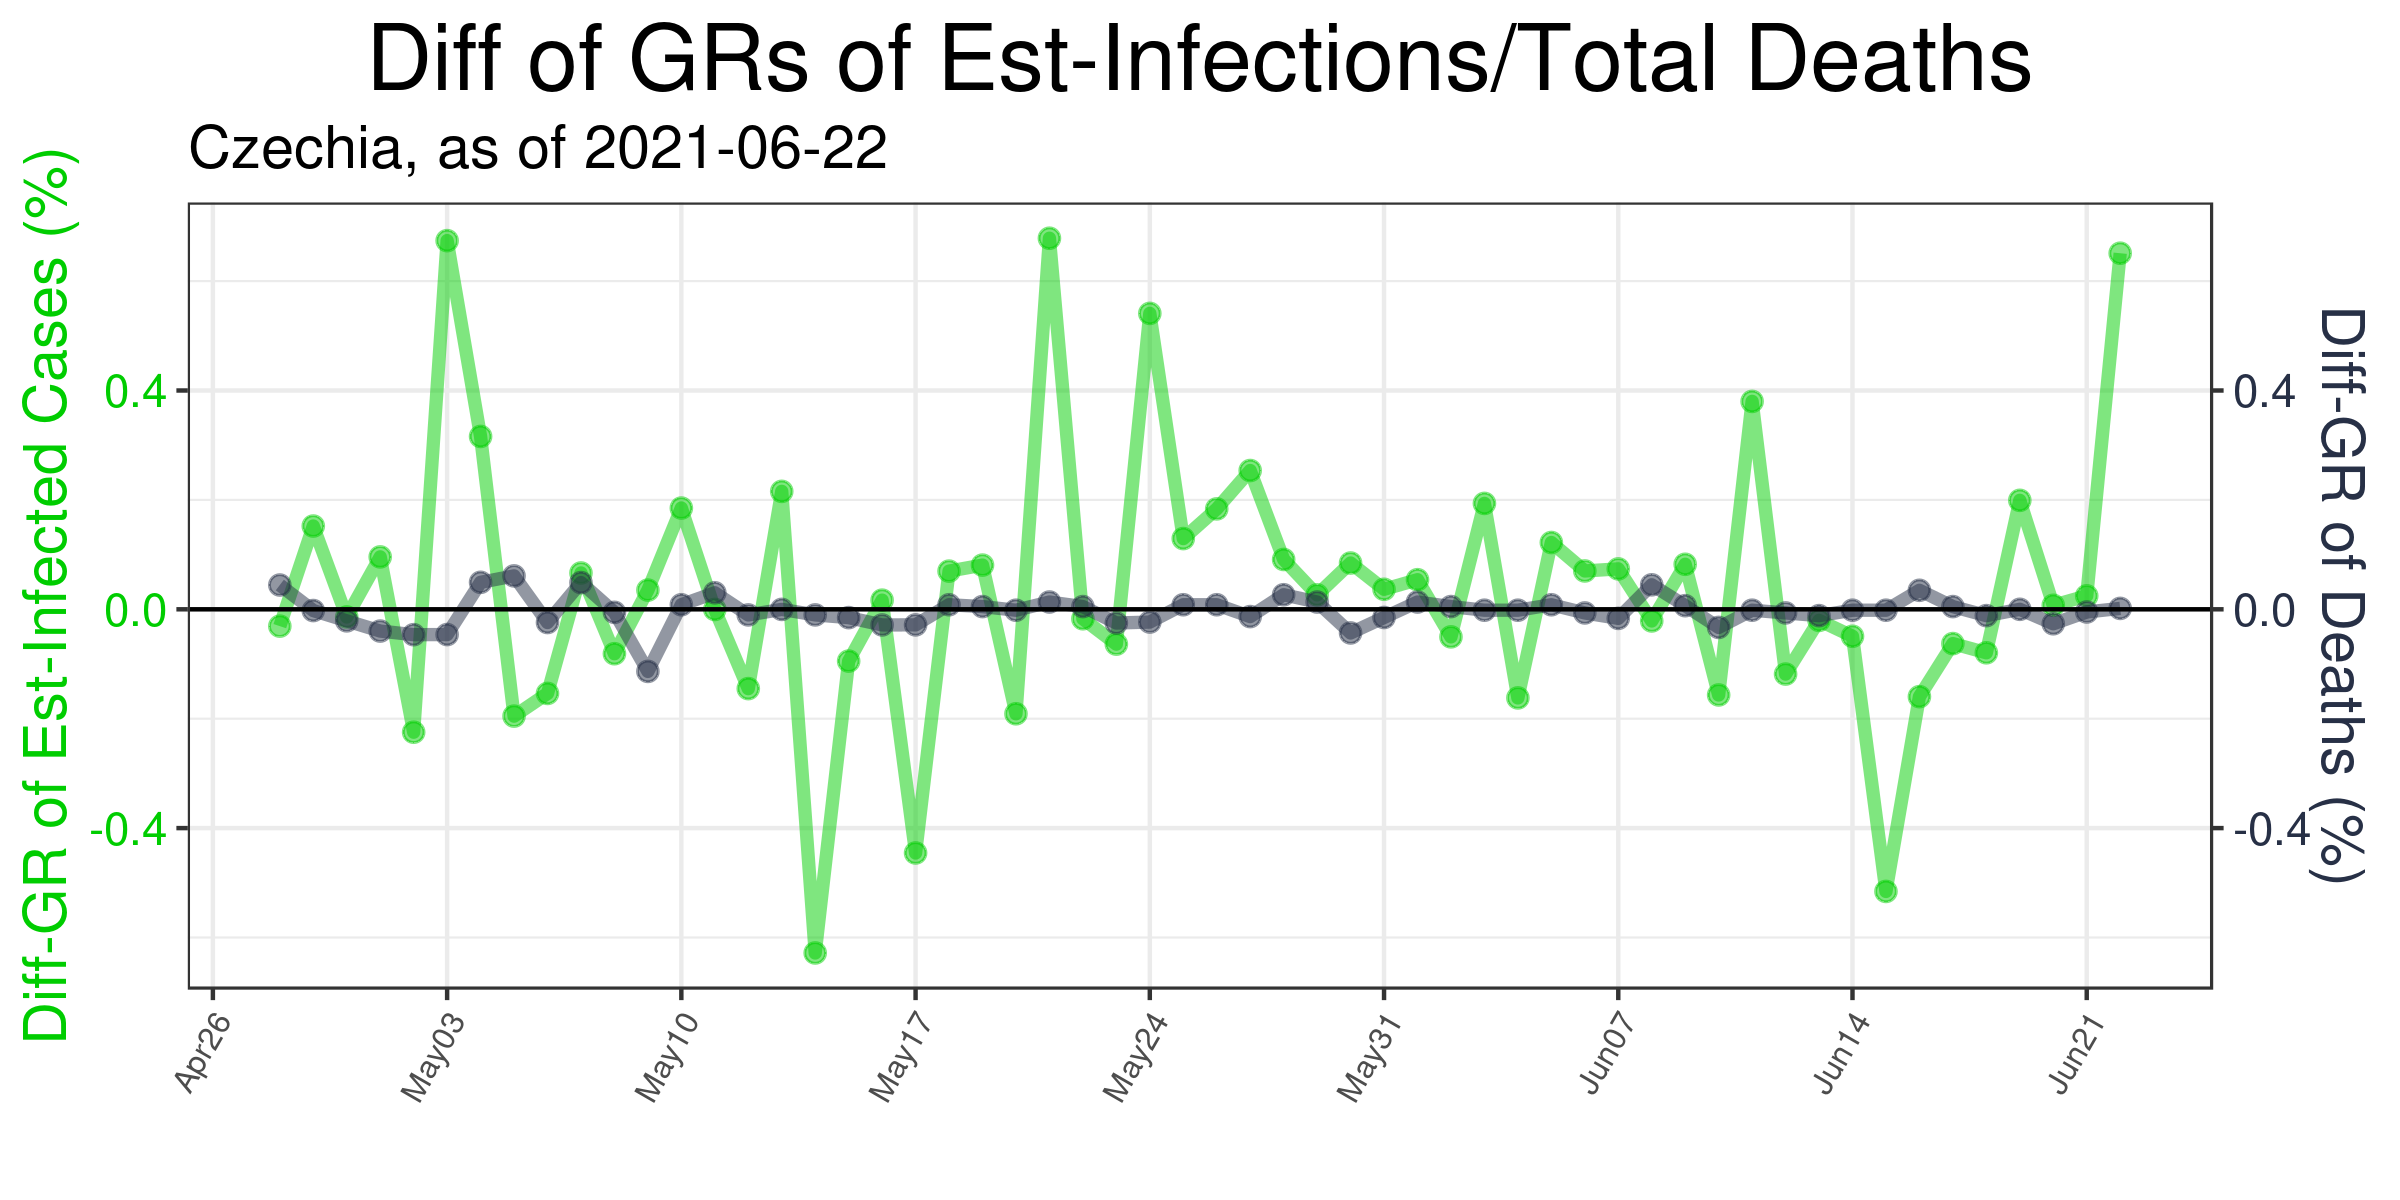 Diff of GRs of Est-Infections/Total Deaths
Czechia, as of 2021-06-22
Diff-GR of Est-Infected Cases (%)
0.4
0.0
-0.4
0.4
0.0
-0.4
Diff-GR of Deaths (%)
Apr26
May03
May10
May17
May24
May31
Jun07
Jun14
Jun21